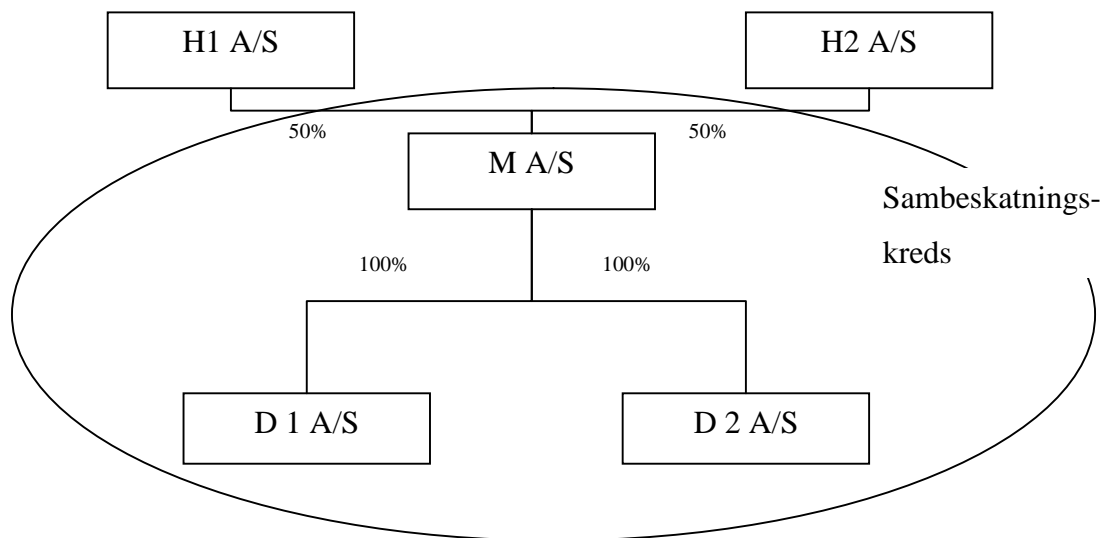 H1 A/S
H2 A/S
50%
50%
M A/S
Sambeskatnings-
kreds
100%
100%
D 1 A/S
D 2 A/S